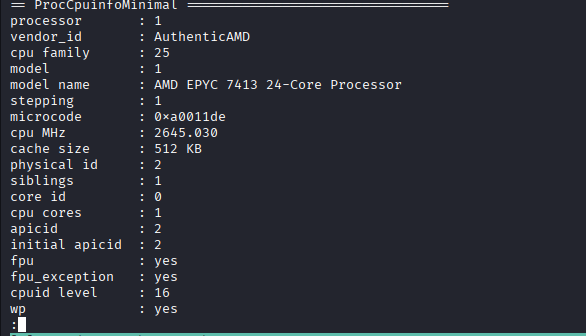 == ProcCpuinfoMinimal =================================
processor : 1
vendor_id : AuthenticAMD
cpu family : 25
model : 1
model name : AMD EPYC 7413 24-Core Processor
stepping : 1
microcode : 0xa0011de
cpu MHz : 2645.030
cache size : 512 KB
physical id : 2
siblings : 1
core id : 0
cpu cores : 1
apicid : 2
initial apicid : 2
fpu : yes
fpu_exception : yes
cpuid level : 16
wp : yes
: